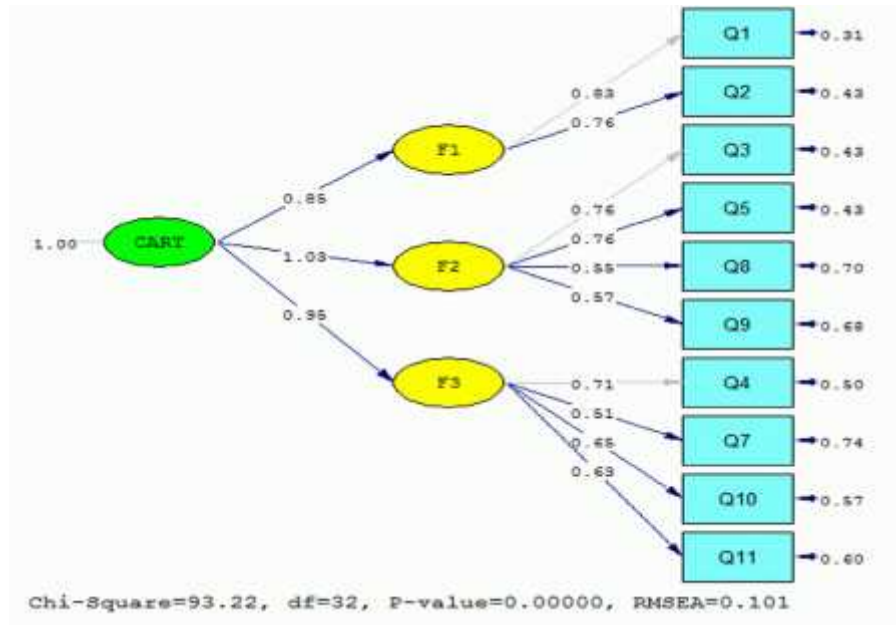 Q1
0.31
Q2
0.43
0.83
0.76
F1
Q3
0.43
0.85
Q5
0.43
0.76
0.76
1.00
CART
1.03
F2
0.55
Q8
0.70
0.57
Q9
0.68
0.95
F3
0.71
Q4
0.50
0.51
Q7
0.74
0.65
0.63
Q10
0.57
Q11
0.60
Chi-Square=93.22, df=32, P-value=0.00000, RMSEA=0.101